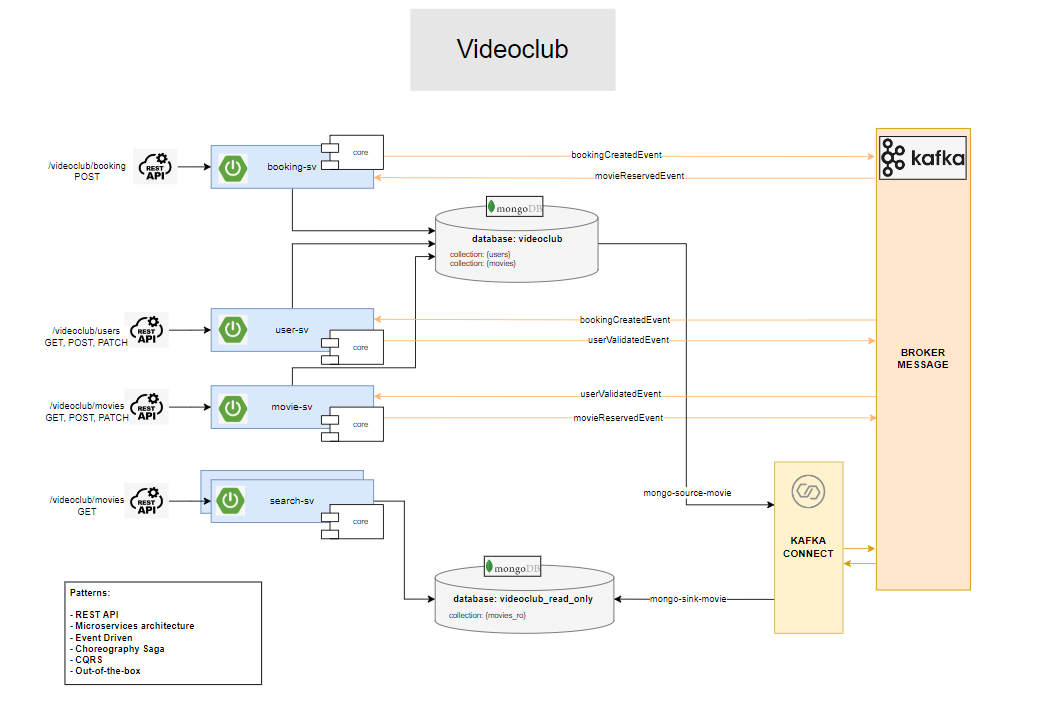 Videoclub
/videoclub/booking
POST
REST
API
booking-sv
core
bookingCreatedEvent
movieReservedEvent
kafka
mongoDB
database: videoclub
collection: {users}
collection: {movies}
/videoclub/users
GET, POST, PATCH
REST
API
user-sv
core
bookingCreatedEvent
userValidatedEvent
BROKER
MESSAGE
/videoclub/movies
GET, POST, PATCH
REST
API
movie-sv
core
userValidatedEvent
movieReservedEvent
/videoclub/movies
GET
REST
API
search-sv
core
mongo-source-movie
KAFKA
CONNECT
mongoDB
database: videoclub_read_only
collection: {movies_ro}
mongo-sink-movie
Patterns:
- REST API
- Microservices architecture
- Event Driven
- Choreography Saga
- CQRS
- Out-of-the-box